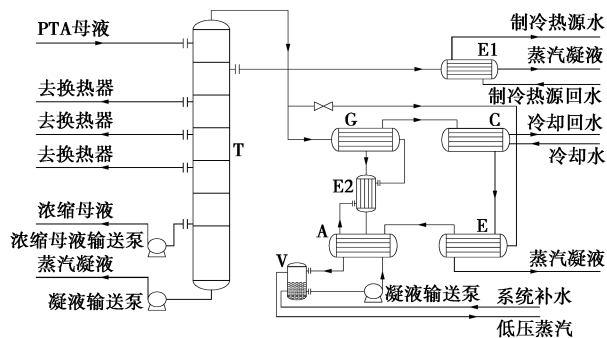 PTA母液
去换热器
去换热器
去换热器
浓缩母液
浓缩母液输送泵
蒸汽凝液
凝液输送泵
T
制冷热源水
E1
蒸汽凝液
制冷热源回水
G
C
冷却回水
冷却水
E2
A
E
V
蒸汽凝液
凝液输送泵
系统补水
低压蒸汽